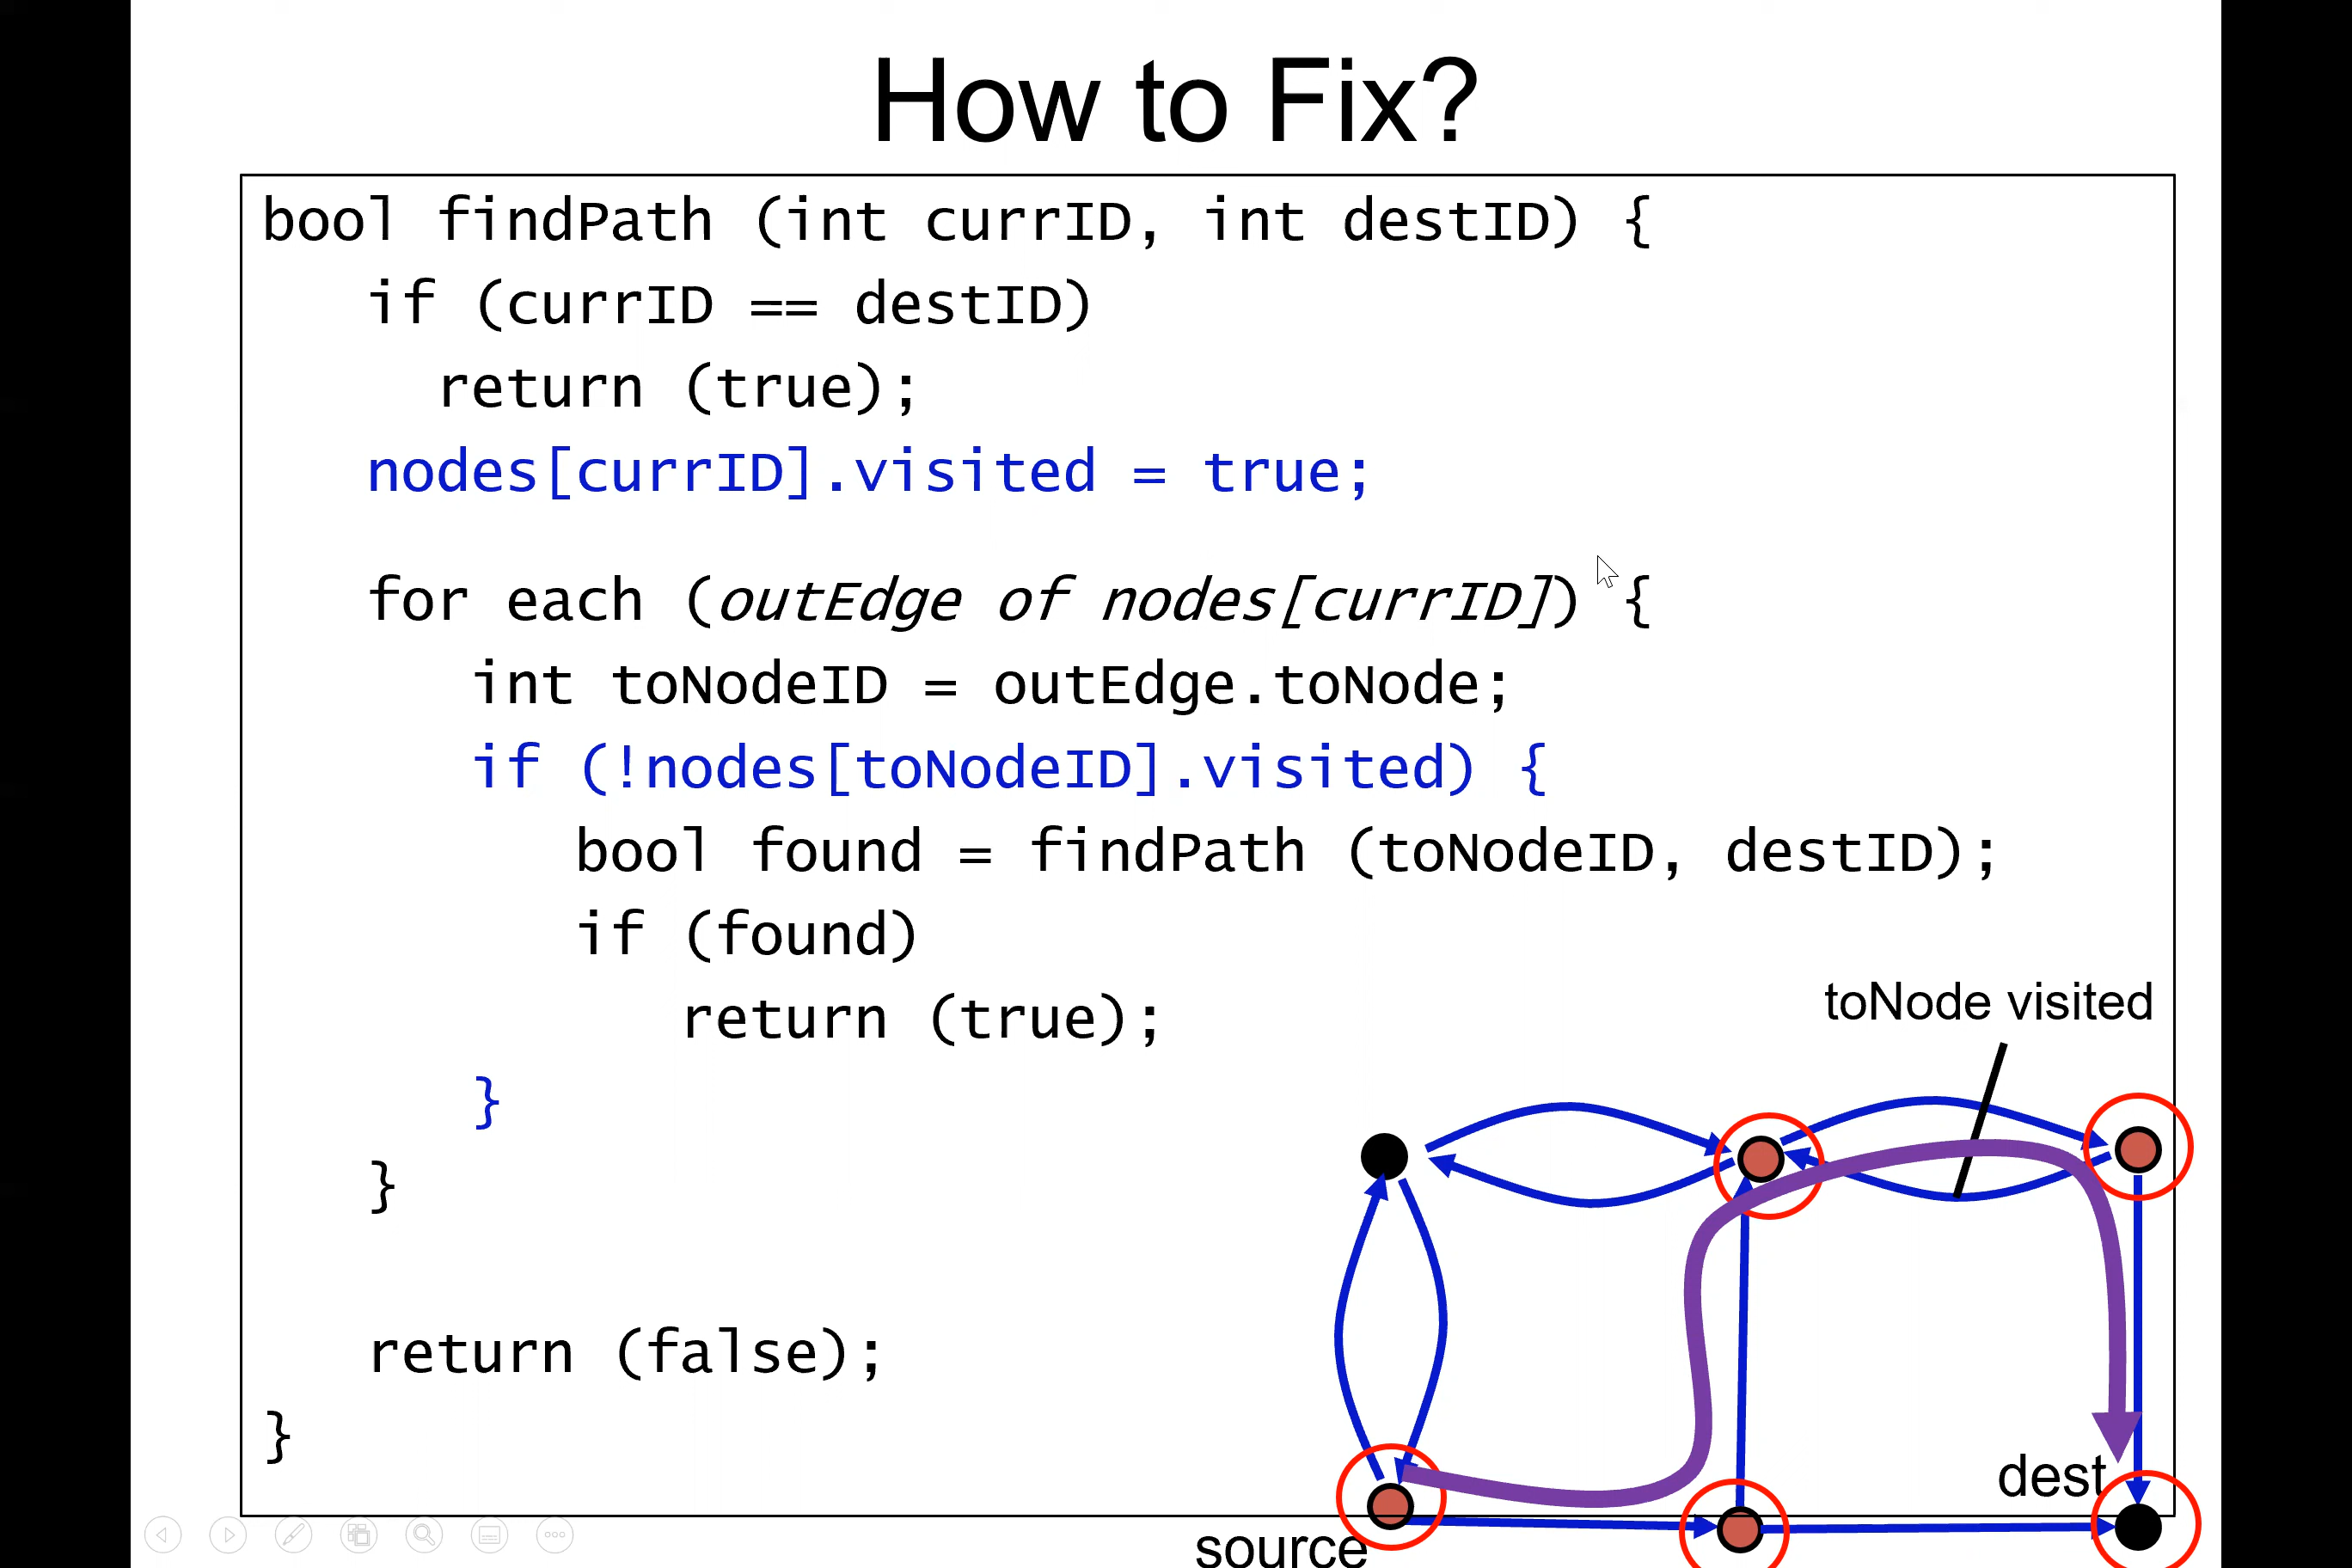 How to Fix?
bool findPath (int currID, int destID) {
if (currID == destID)
return (true);
nodes[currID].visited = true;
for each (outEdge of nodes[currID]) {
int toNodeID = outEdge.toNode;
if (!nodes[toNodeID].visited) {
bool found = findPath (toNodeID, destID);
if (found)
return (true);
}
}
return (false);
}
toNode visited
dest
source